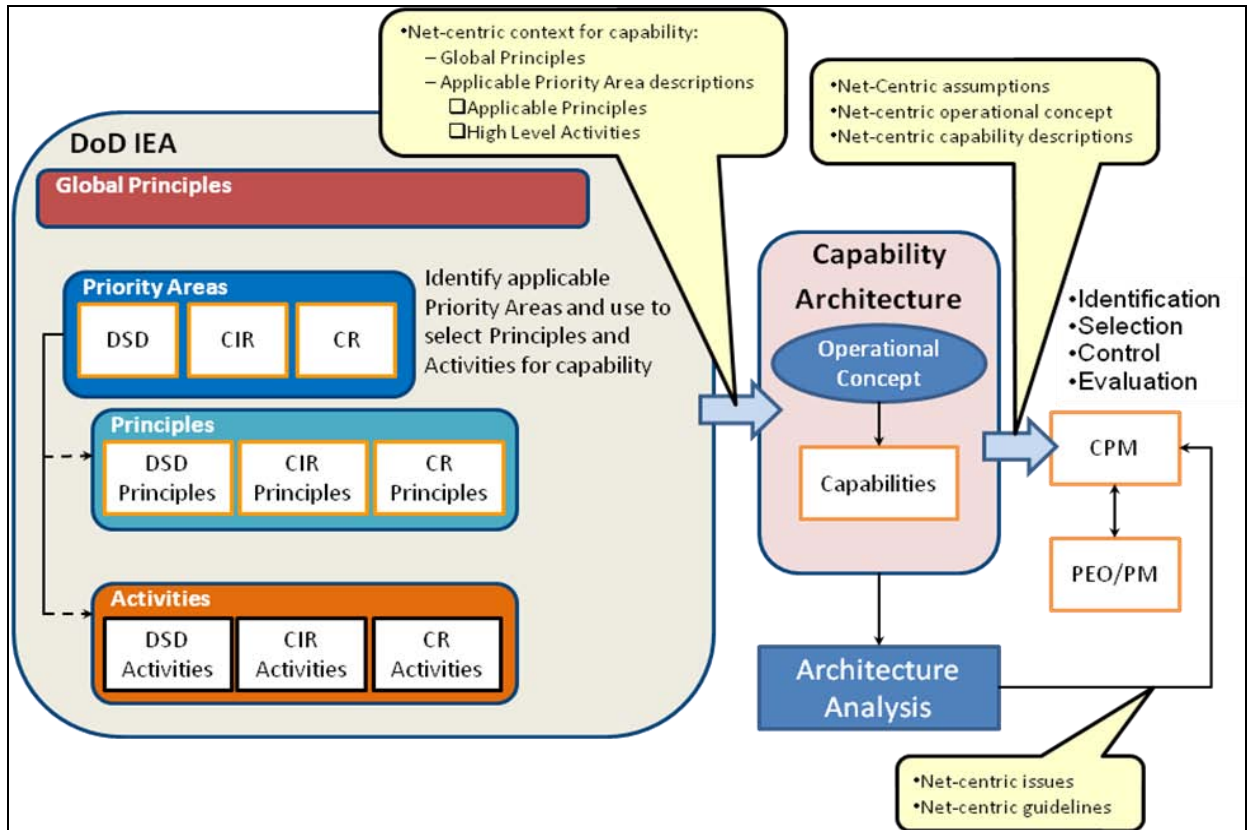 •Net-centric context for capability:
– Global Principles
– Applicable Priority Area descriptions
❑Applicable Principles
❑High Level Activities
•Net-Centric assumptions
•Net-centric operational concept
•Net-centric capability descriptions
DoD IEA
Global Principles
Priority Areas
DSD
CIR
CR
Identify applicable
Priority Areas and use to
select Principles and
Activities for capability
Principles
DSD
Principles
CIR
Principles
CR
Principles
Activities
DSD
Activities
CIR
Activities
CR
Activities
Capability
Architecture
Operational
Concept
Capabilities
•Identification
•Selection
•Control
•Evaluation
CPM
PEO/PM
Architecture
Analysis
•Net-centric issues
•Net-centric guidelines